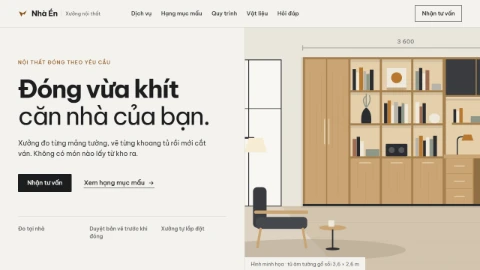 Nhà Én
Xưởng nội thất
Dịch vụ
Hạng mục mẫu
Quy trình
Vật liệu
Hỏi đáp
Nhận tư vấn
3 600
NỘI THẤT ĐÓNG THEO YÊU CẦU
Đóng vừa khít
căn nhà của bạn.
Xưởng đo từng mảng tường, vẽ từng khoang tủ rồi mới cắt
ván. Không có món nào lấy từ kho ra.
Nhận tư vấn
Xem hạng mục mẫu →
Đo tại nhà
Duyệt bản vẽ trước khi
đóng
Xưởng tự lắp đặt
Hình minh họa · tủ âm tường gỗ sồi 3,6 × 2,6 m